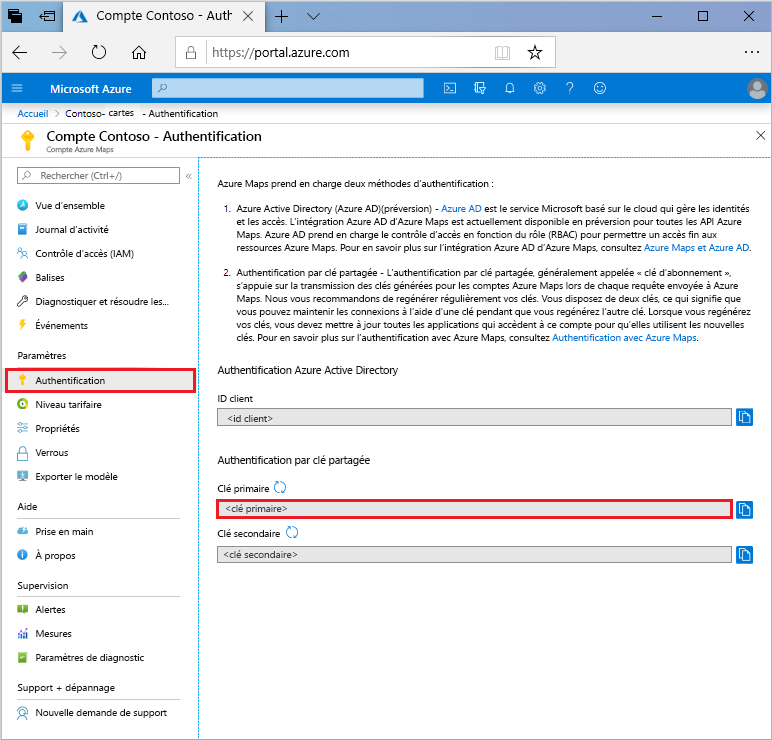 Compte Contoso - Auth
https://portal.azure.com
Microsoft Azure
Accueil > Contoso- cartes - Authentification
Compte Contoso - Authentification
Compte Azure Maps
Rechercher (Ctrl+/)
Vue d'ensemble
Journal d'activité
Contrôle d'accès (IAM)
Balises
Diagnostiquer et résoudre les...
Événements
Paramètres
Authentification
Niveau tarifaire
Propriétés
Verrous
Exporter le modèle
Aide
Prise en main
À propos
Supervision
Alertes
Mesures
Paramètres de diagnostic
Support + dépannage
Nouvelle demande de support
Azure Maps prend en charge deux méthodes d'authentification :
1. Azure Active Directory (Azure AD)(préversion) - Azure AD est le service Microsoft basé sur le cloud qui gère les identités
et les accès. L'intégration Azure AD d'Azure Maps est actuellement disponible en préversion pour toutes les API Azure
Maps. Azure AD prend en charge le contrôle d'accès en fonction du rôle (RBAC) pour permettre un accès fin aux
ressources Azure Maps. Pour en savoir plus sur l'intégration Azure AD d'Azure Maps, consultez Azure Maps et Azure AD.
2. Authentification par clé partagée - L'authentification par clé partagée, généralement appelée « clé d'abonnement »,
s'appuie sur la transmission des clés générées pour les comptes Azure Maps lors de chaque requête envoyée à Azure
Maps. Nous vous recommandons de regénérer régulièrement vos clés. Vous disposez de deux clés, ce qui signifie que
vous pouvez maintenir les connexions à l'aide d'une clé pendant que vous regénérez l'autre clé. Lorsque vous regénérez
vos clés, vous devez mettre à jour toutes les applications qui accèdent à ce compte pour qu'elles utilisent les nouvelles
clés. Pour en savoir plus sur l'authentification avec Azure Maps, consultez Authentification avec Azure Maps.
Authentification Azure Active Directory
ID client
<id client>
Authentification par clé partagée
Clé primaire
<clé primaire>
Clé secondaire
<clé secondaire>